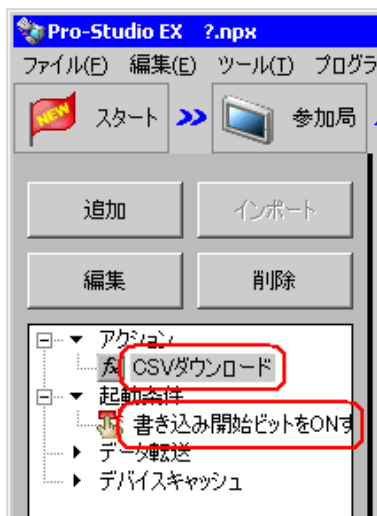 Pro-Studio EX ?.npx
ファイル(F) 編集(E) ツール(T) プログラ
NEW スタート 参加局
追加 インポート
編集 削除
アクション
fx CSVダウンロード
起動条件
書き込み開始ビットをONす
データ転送
デバイスキャッシュ